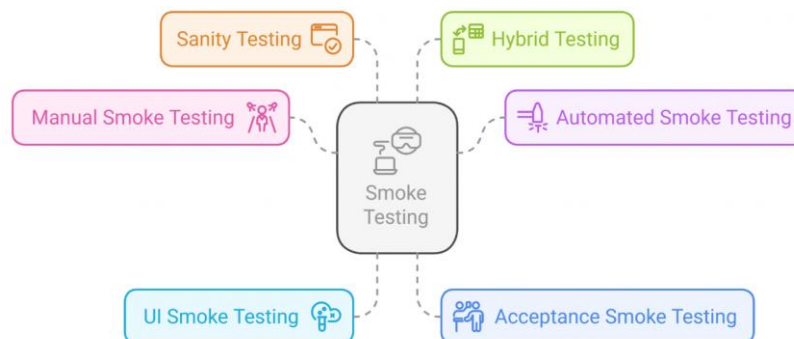 Sanity Testing
Hybrid Testing
Manual Smoke Testing
Automated Smoke Testing
Smoke
Testing
UI Smoke Testing
Acceptance Smoke Testing